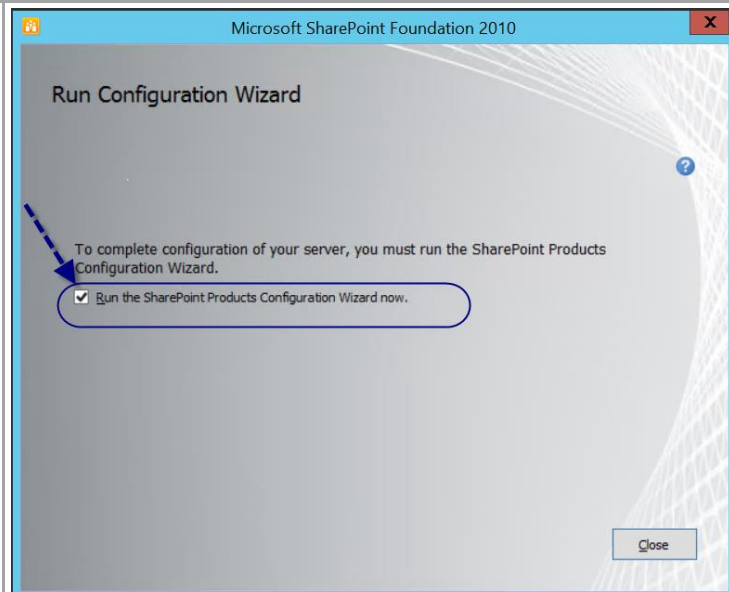 Microsoft SharePoint Foundation 2010
X
Run Configuration Wizard
?
To complete configuration of your server, you must run the SharePoint Products
Configuration Wizard.
Run the SharePoint Products Configuration Wizard now.
Close